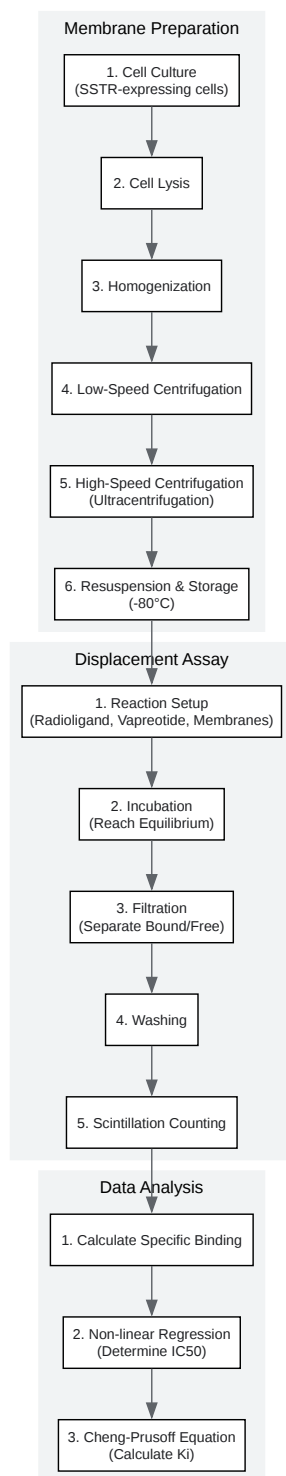 Membrane Preparation
1. Cell Culture
(SSTR-expressing cells)
2. Cell Lysis
3. Homogenization
4. Low-Speed Centrifugation
5. High-Speed Centrifugation
(Ultracentrifugation)
6. Resuspension & Storage
(-80°C)
Displacement Assay
1. Reaction Setup
(Radioligand, Vapreotide, Membranes)
2. Incubation
(Reach Equilibrium)
3. Filtration
(Separate Bound/Free)
4. Washing
5. Scintillation Counting
Data Analysis
1. Calculate Specific Binding
2. Non-linear Regression
(Determine IC50)
3. Cheng-Prusoff Equation
(Calculate Ki)